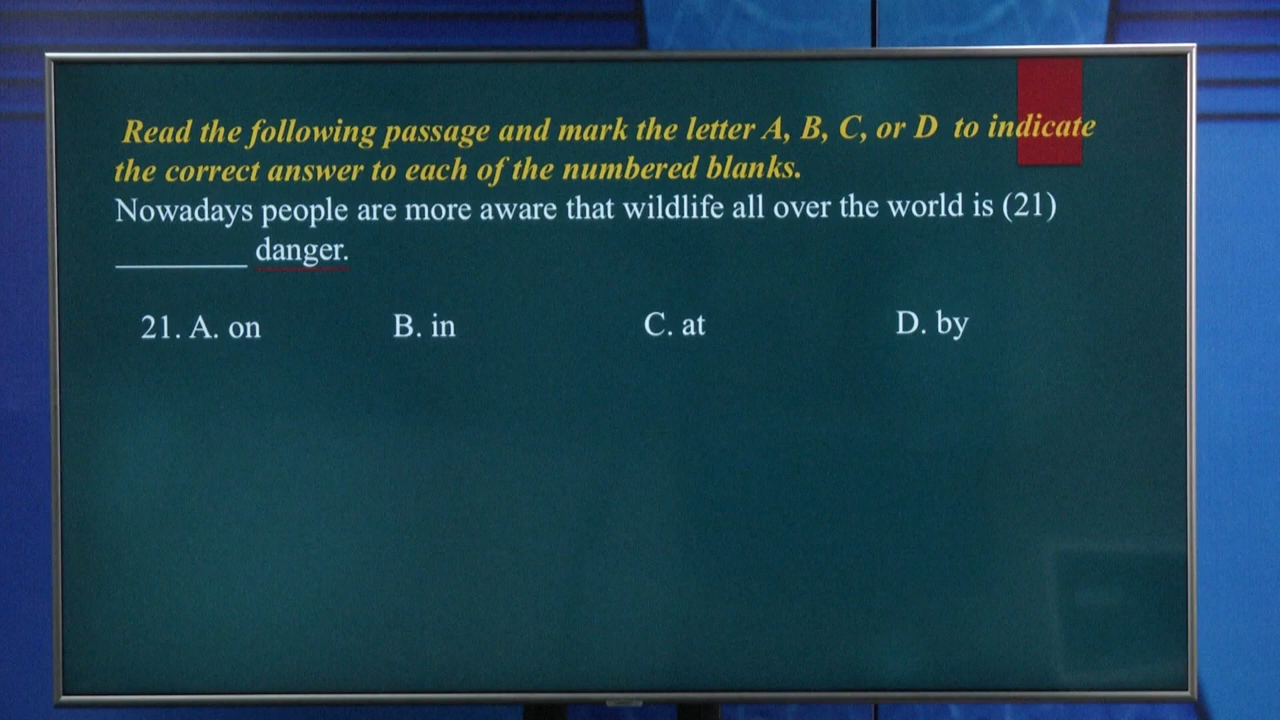 Read the following passage and mark the letter A, B, C, or D to indicate
the correct answer to each of the numbered blanks.
Nowadays people are more aware that wildlife all over the world is (21)
________ danger.
21. A. on B. in C. at D. by